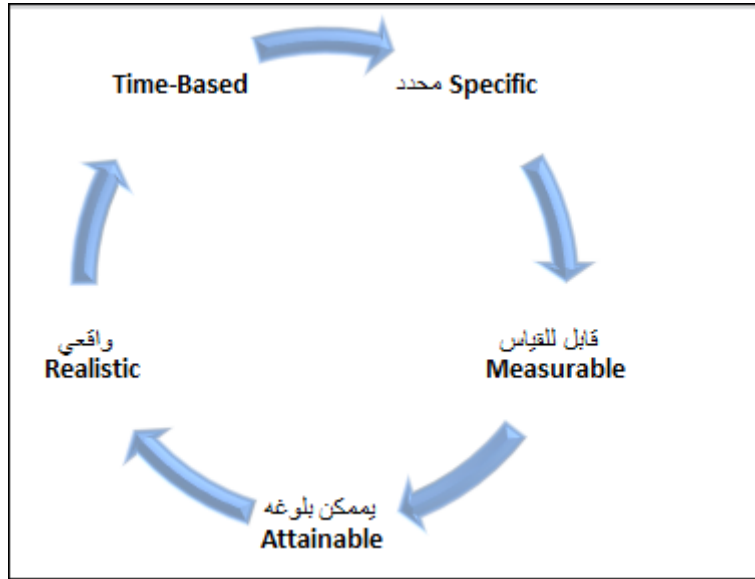 Time-Based
محدد Specific
قابل للقياس
Measurable
يممكن بلوغه
Attainable
واقعي
Realistic